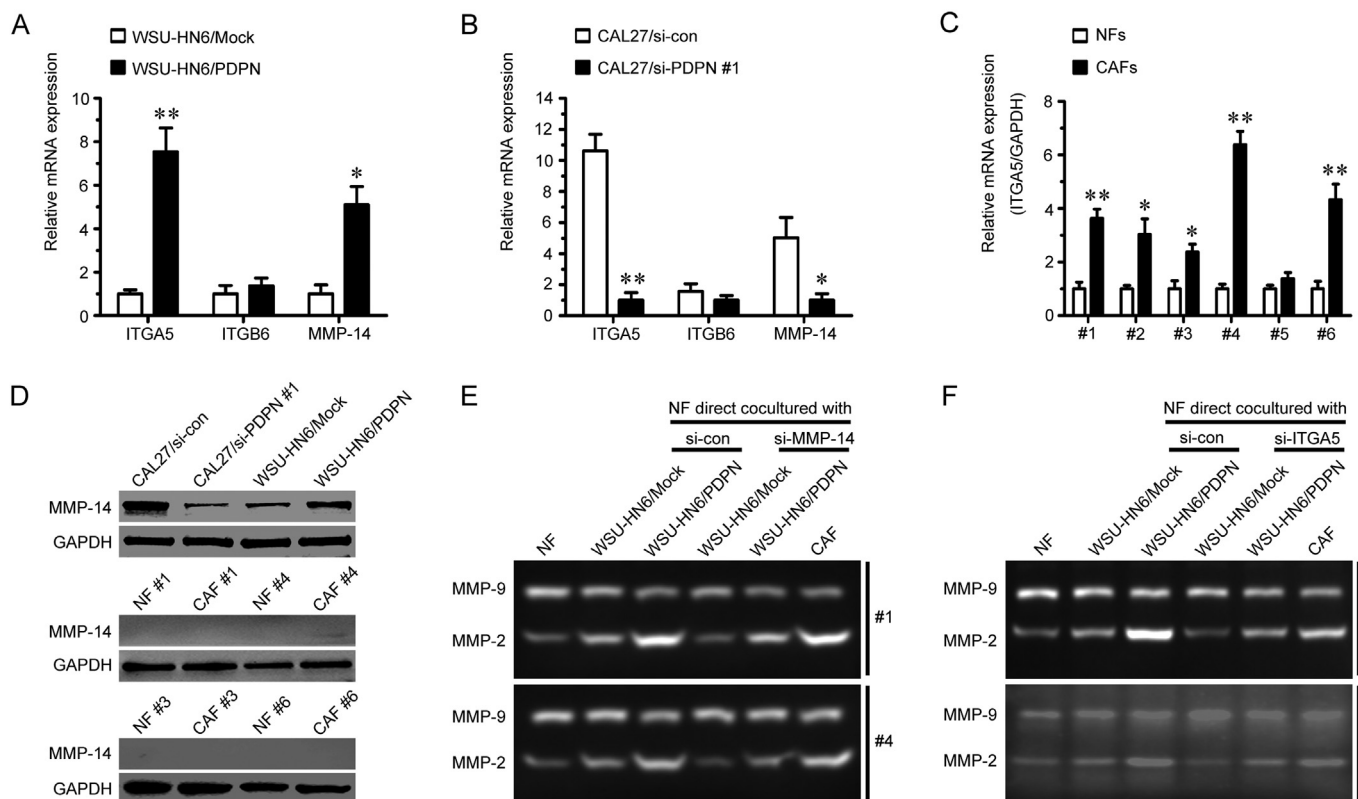 A
WSU-HN6/Mock
WSU-HN6/PDPN
Relative mRNA expression
10
8
6
4
2
0
**
*
ITGA5
ITGB6
MMP-14
B
CAL27/si-con
CAL27/si-PDPN #1
Relative mRNA expression
14
12
10
8
6
4
2
0
**
*
ITGA5
ITGB6
MMP-14
C
NFs
CAFs
Relative mRNA expression
(ITGA5/GAPDH)
8
6
4
2
0
**
*
*
**
**
#1
#2
#3
#4
#5
#6
D
CAL27/si-con
CAL27/si-PDPN #1
WSU-HN6/Mock
WSU-HN6/PDPN
MMP-14
GAPDH
NF #1
CAF #1
NF #4
CAF #4
MMP-14
GAPDH
NF #3
CAF #3
NF #6
CAF #6
MMP-14
GAPDH
E
NF direct cocultured with
si-con
si-MMP-14
NF
WSU-HN6/Mock
WSU-HN6/PDPN
WSU-HN6/Mock
WSU-HN6/PDPN
CAF
MMP-9
MMP-2
#1
MMP-9
MMP-2
#4
F
NF direct cocultured with
si-con
si-ITGA5
NF
WSU-HN6/Mock
WSU-HN6/PDPN
WSU-HN6/Mock
WSU-HN6/PDPN
CAF
MMP-9
MMP-2
MMP-9
MMP-2